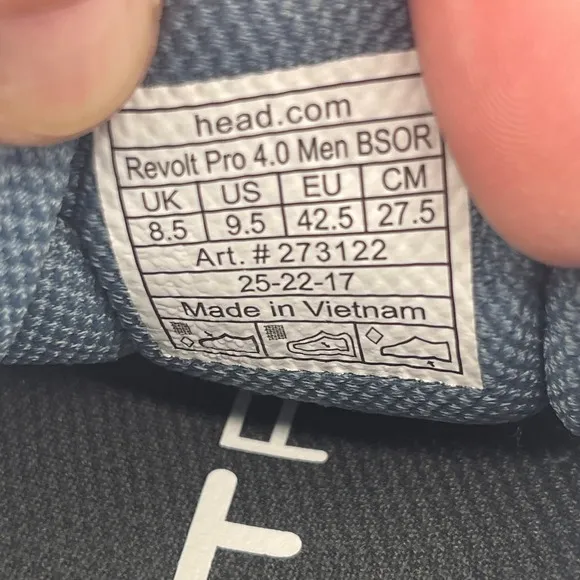 head.com
Revolt Pro 4.0 Men BSOR
UK US EU CM
8.5 9.5 42.5 27.5
Art. # 273122
25-22-17
Made in Vietnam